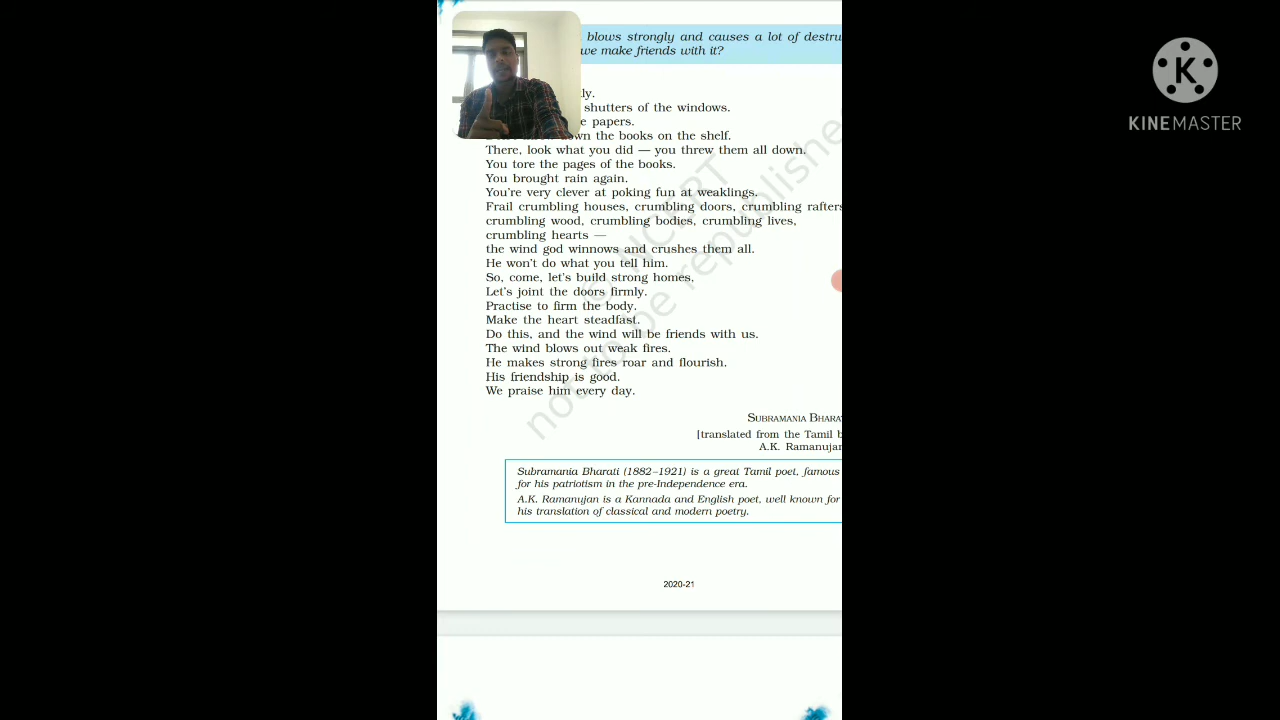 blows strongly and causes a lot of
we make friends with it?
shutters of the windows.
papers.
down the books on the shelf.
There, look what you did — you threw them all down.
You tore the pages of the books.
You brought rain again.
You're very clever at poking fun at weaklings.
Frail crumbling houses, crumbling doors, crumbling rafters
crumbling wood, crumbling bodies, crumbling lives,
crumbling hearts —
the wind god winnows and crushes them all.
He won't do what you tell him.
So, come, let's build strong homes.
Let's joint the doors firmly.
Practise to firm the body.
Make the heart steadfast.
Do this, and the wind will be friends with us.
The wind blows out weak fires.
He makes strong fires roar and flourish.
His friendship is good.
We praise him every day.
SUBRAMANIA
[translated from the Tamil
A.K.
Subramania Bharati (1882–1921) is a great Tamil poet, famous
for his patriotism in the pre-Independence era.
A.K. Ramanujan is a Kannada and English poet, well known for
his translation of classical and modern poetry.
2020-21
© NCERT
not to be
K
KINEMASTER